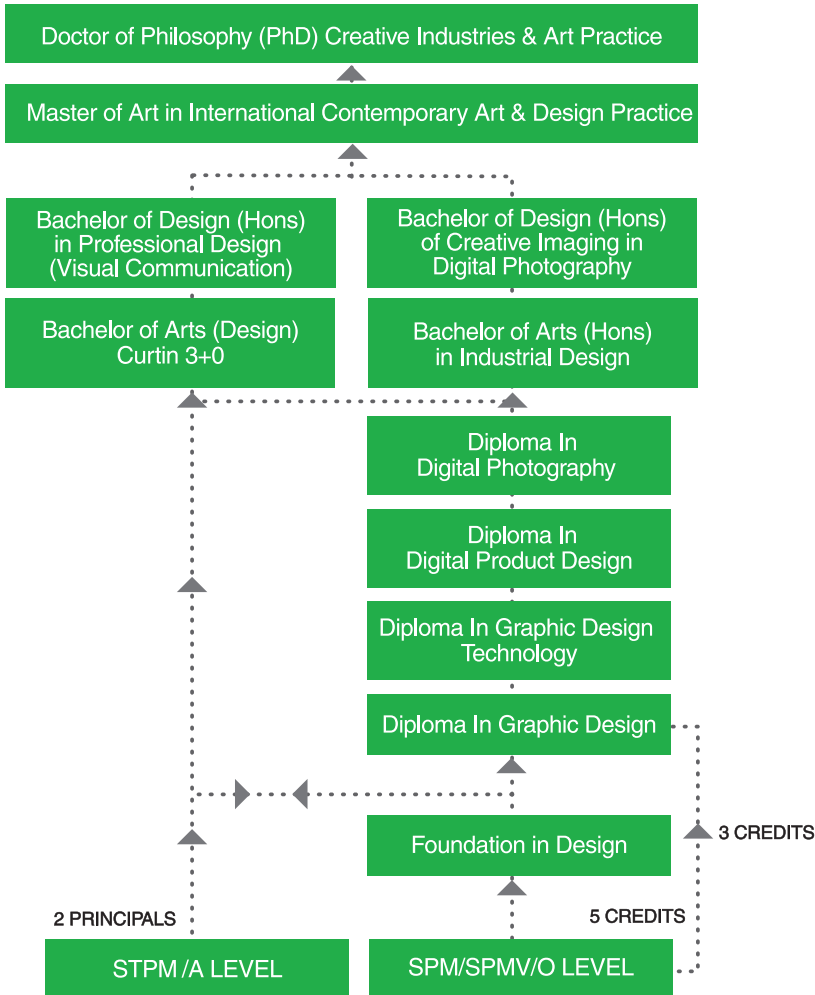 Doctor of Philosophy (PhD) Creative Industries & Art Practice
Master of Art in International Contemporary Art & Design Practice
Bachelor of Design (Hons)
in Professional Design
(Visual Communication)
Bachelor of Design (Hons)
of Creative Imaging in
Digital Photography
Bachelor of Arts (Design)
Curtin 3+0
Bachelor of Arts (Hons)
in Industrial Design
Diploma In
Digital Photography
Diploma In
Digital Product Design
Diploma In Graphic Design
Technology
Diploma In Graphic Design
Foundation in Design
3 CREDITS
2 PRINCIPALS
5 CREDITS
STPM /A LEVEL
SPM/SPMV/O LEVEL